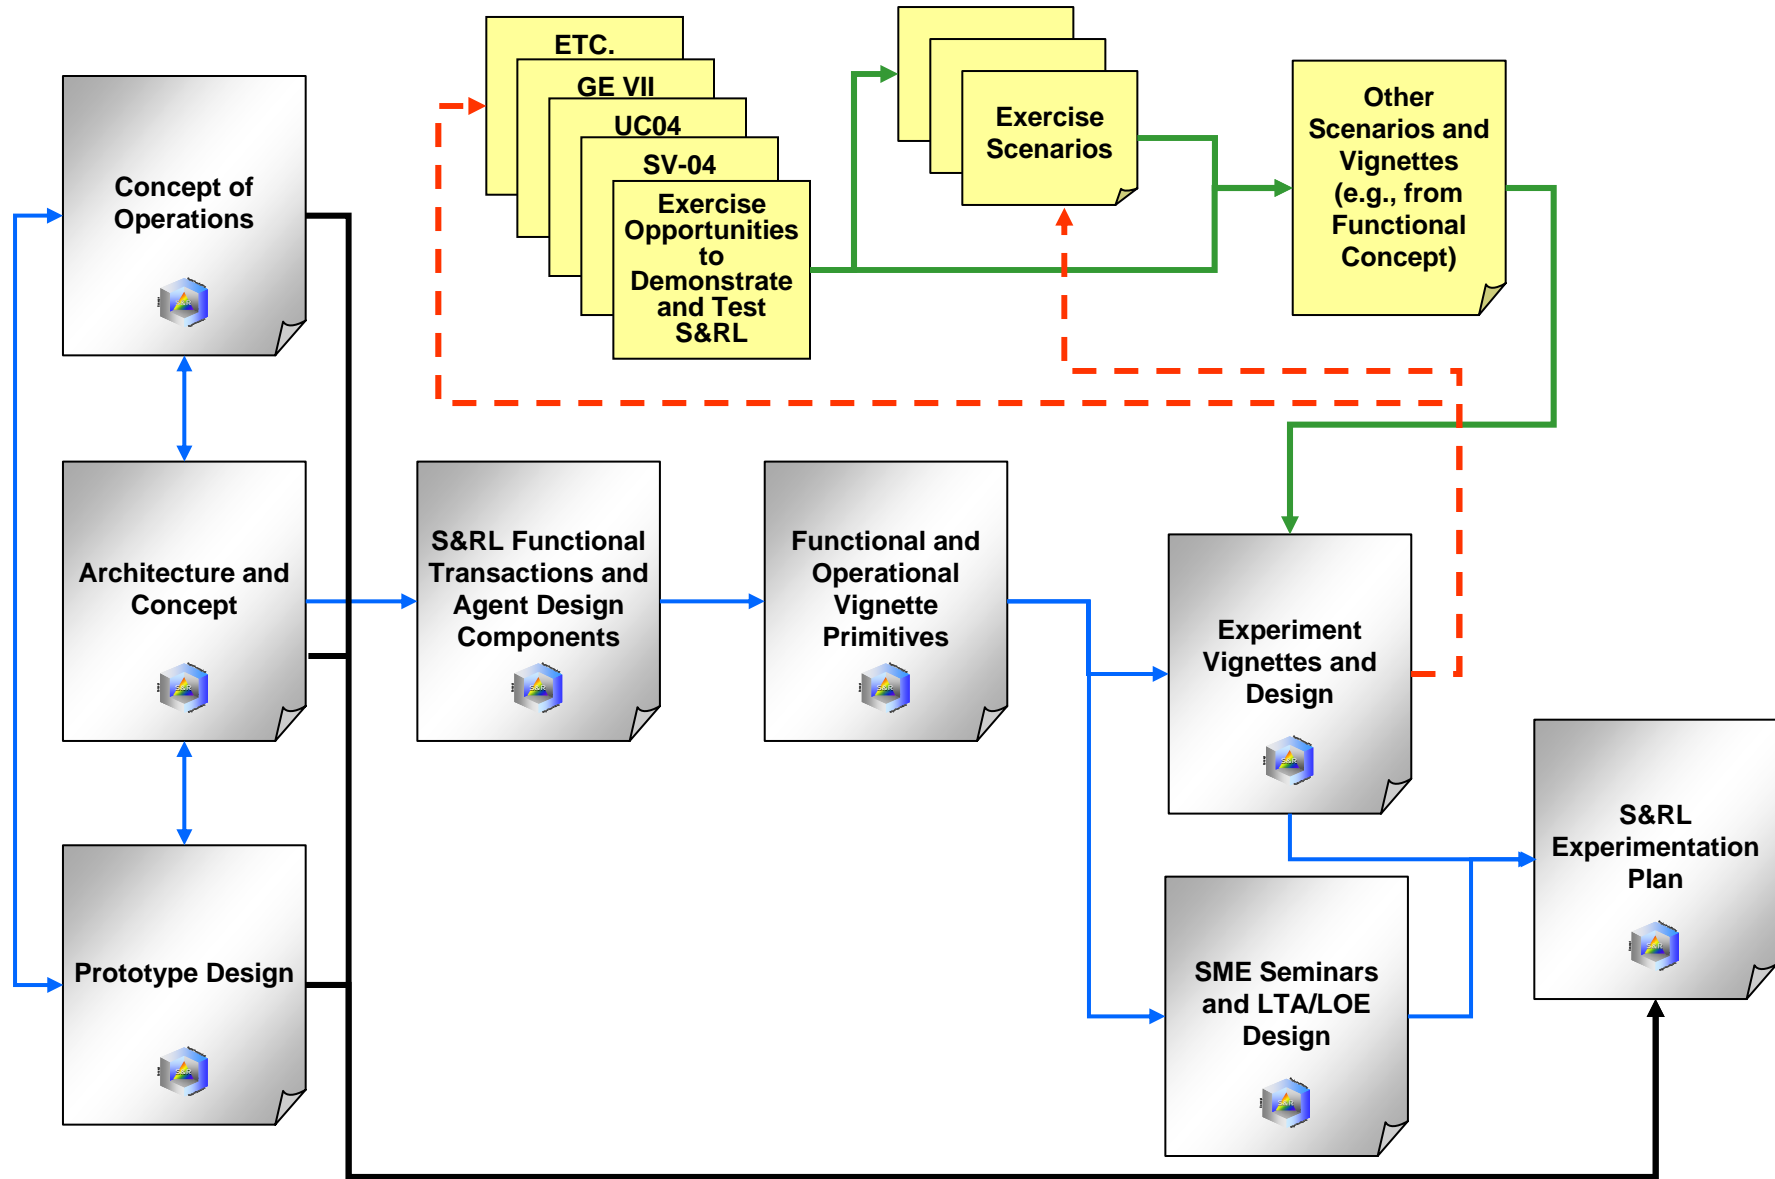 ETC.
GE VII
UC04
SV-04
Exercise
Opportunities
to
Demonstrate
and Test
S&RL
Exercise
Scenarios
Other
Scenarios and
Vignettes
(e.g., from
Functional
Concept)
Concept of
Operations
Architecture and
Concept
S&RL Functional
Transactions and
Agent Design
Components
Functional and
Operational
Vignette
Primitives
Experiment
Vignettes and
Design
S&RL
Experimentation
Plan
Prototype Design
SME Seminars
and LTA/LOE
Design
S&R
S&R
S&R
S&R
S&R
S&R
S&R
S&R